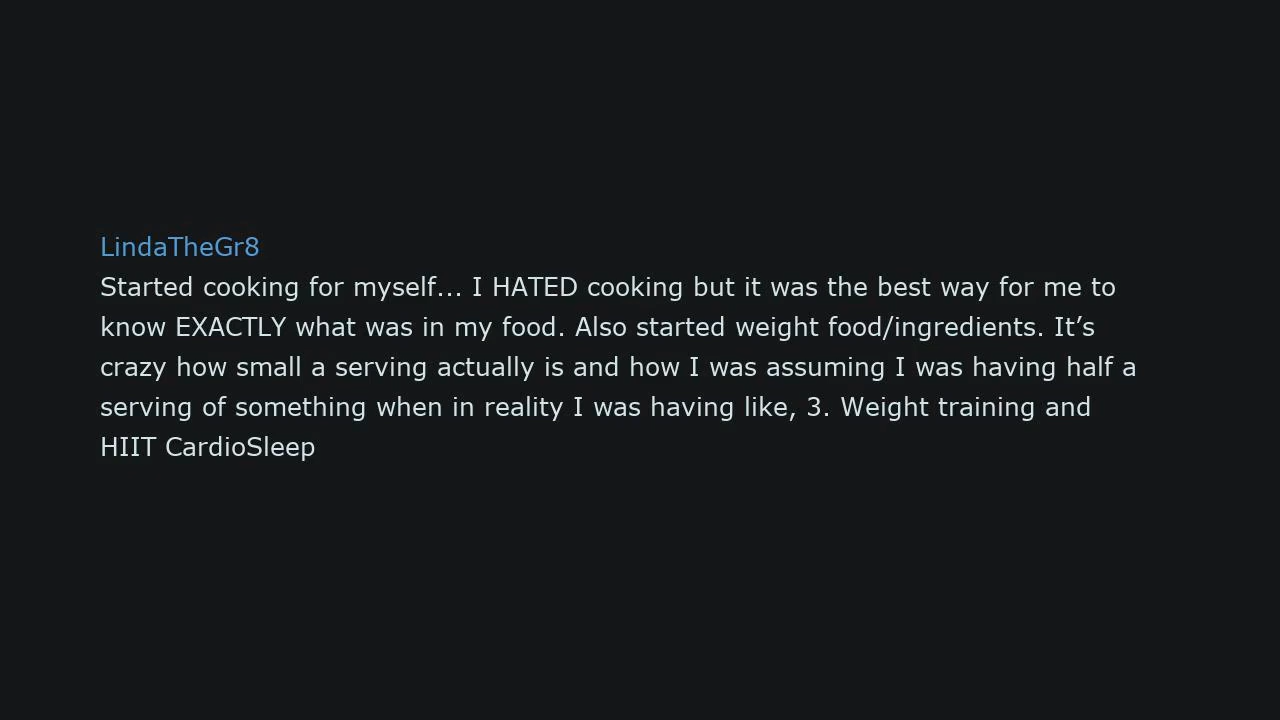 LindaTheGr8
Started cooking for myself... I HATED cooking but it was the best way for me to
know EXACTLY what was in my food. Also started weight food/ingredients. It’s
crazy how small a serving actually is and how I was assuming I was having half a
serving of something when in reality I was having like, 3. Weight training and
HIIT CardioSleep